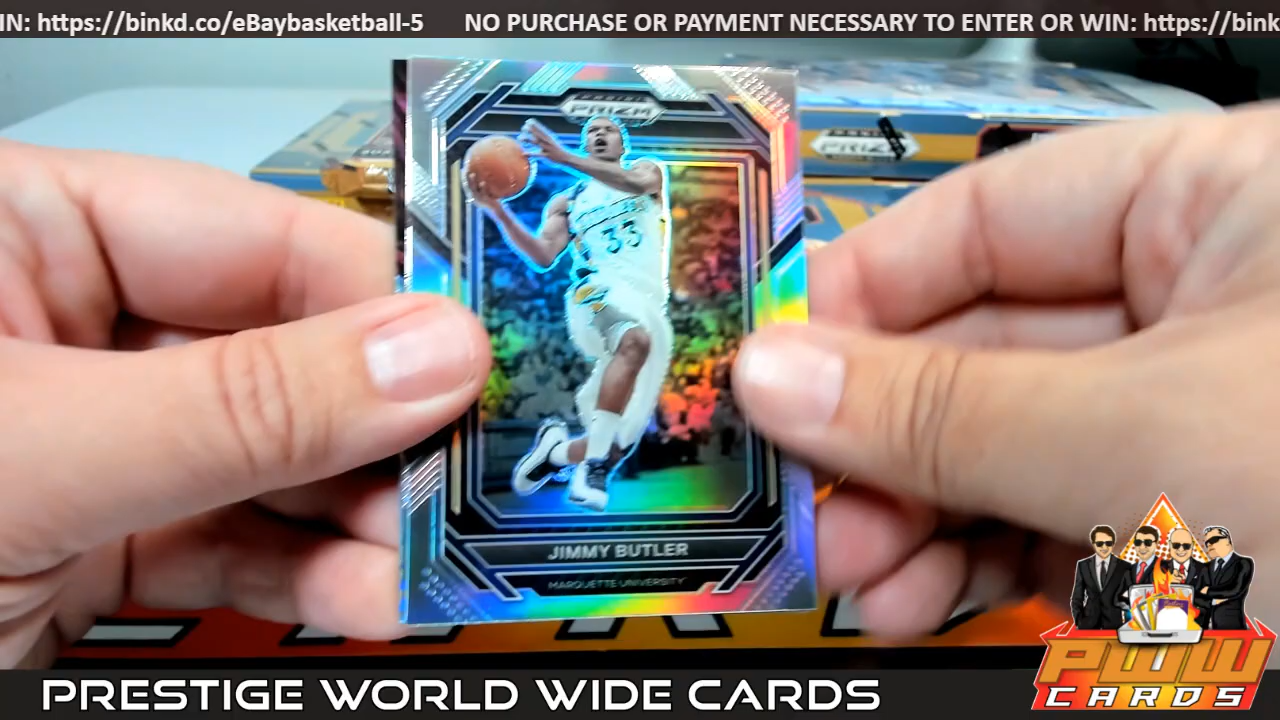 IN: https://binkd.co/eBaybasketball-5 NO PURCHASE OR PAYMENT NECESSARY TO ENTER OR WIN: https://bink
PANINI
PRIZM
33
PRIZM
JIMMY BUTLER
MARQUETTE UNIVERSITY
PWW
CARDS
PRESTIGE WORLD WIDE CARDS